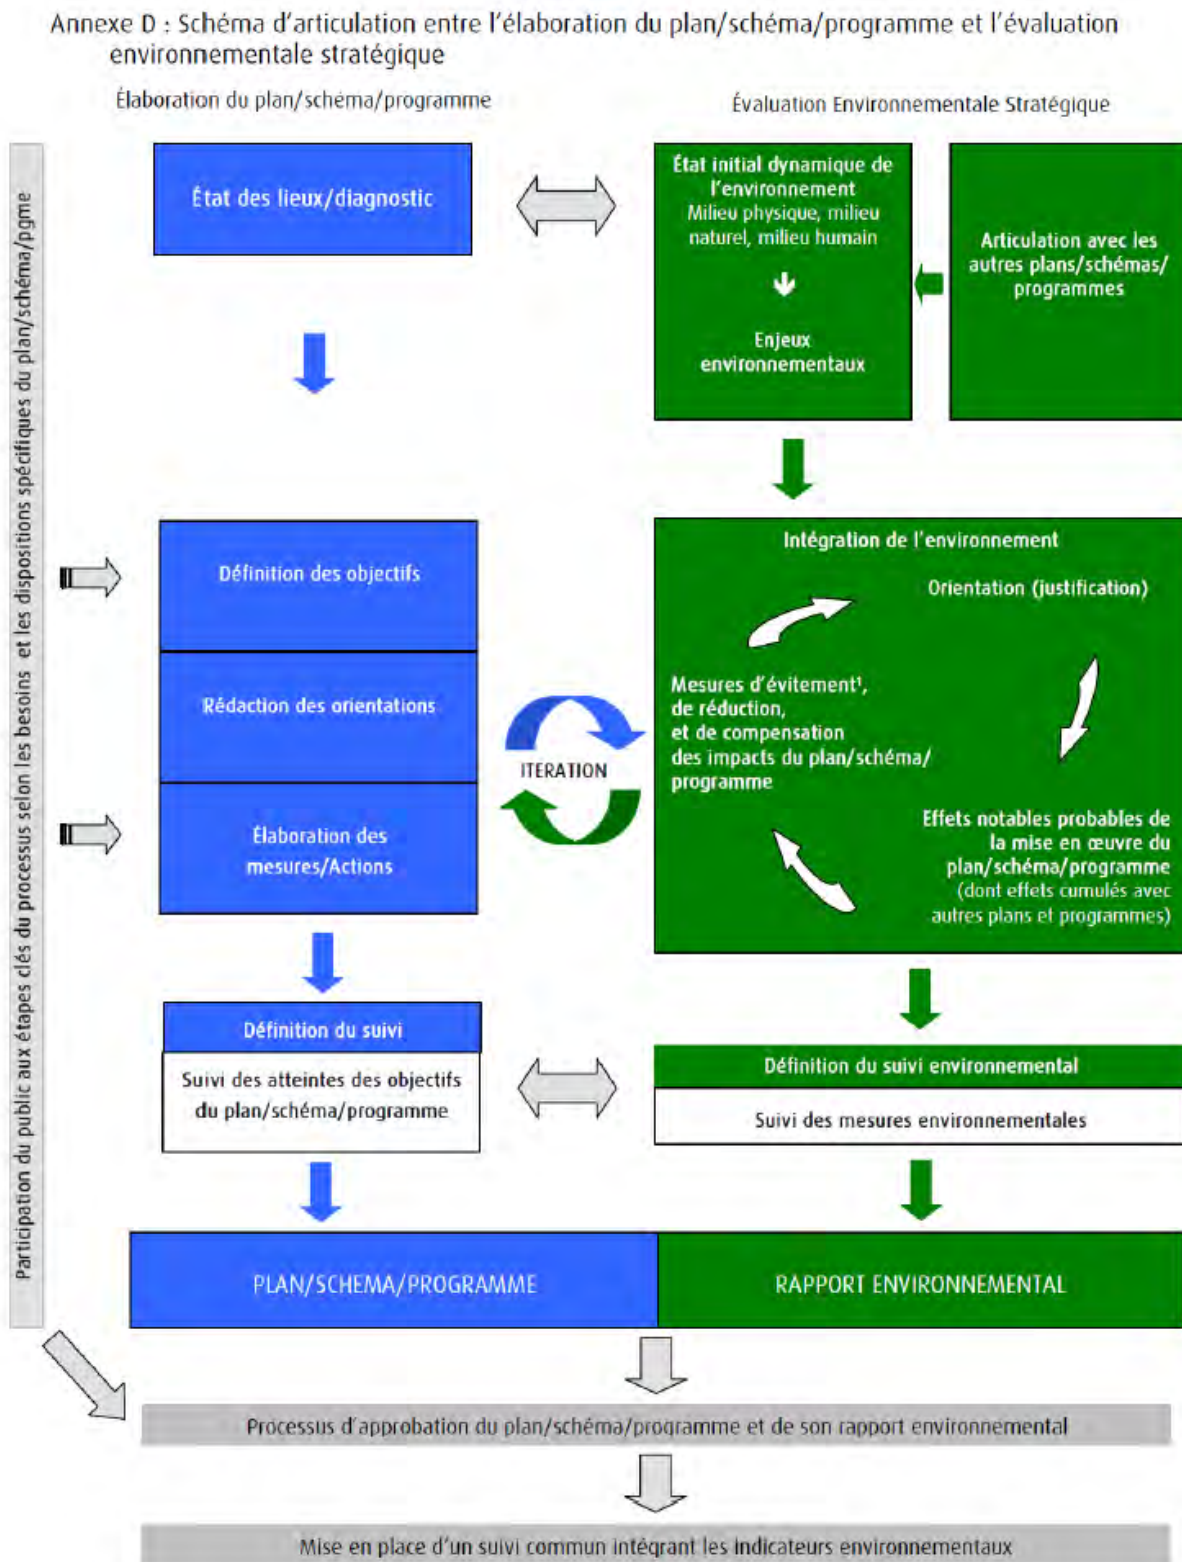 Annexe D : Schéma d'articulation entre l'élaboration du plan/schéma/programme et l'évaluation
environnementale stratégique
Élaboration du plan/schéma/programme
Évaluation Environnementale Stratégique
Participation du public aux étapes clés du processus selon les besoins et les dispositions spécifiques du plan/schéma/pgme
État des lieux/diagnostic
État initial dynamique de
l'environnement
Milieu physique, milieu
naturel, milieu humain
Enjeux
environnementaux
Articulation avec les
autres plans/schémas/
programmes
Définition des objectifs
Rédaction des orientations
Élaboration des
mesures/Actions
ITERATION
Intégration de l'environnement
Orientation (justification)
Mesures d'évitement¹,
de réduction,
et de compensation
des impacts du plan/schéma/
programme
Effets notables probables de
la mise en œuvre du
plan/schéma/programme
(dont effets cumulés avec
autres plans et programmes)
Définition du suivi
Suivi des atteintes des objectifs
du plan/schéma/programme
Définition du suivi environnemental
Suivi des mesures environnementales
PLAN/SCHEMA/PROGRAMME
RAPPORT ENVIRONNEMENTAL
Processus d'approbation du plan/schéma/programme et de son rapport environnemental
Mise en place d'un suivi commun intégrant les indicateurs environnementaux